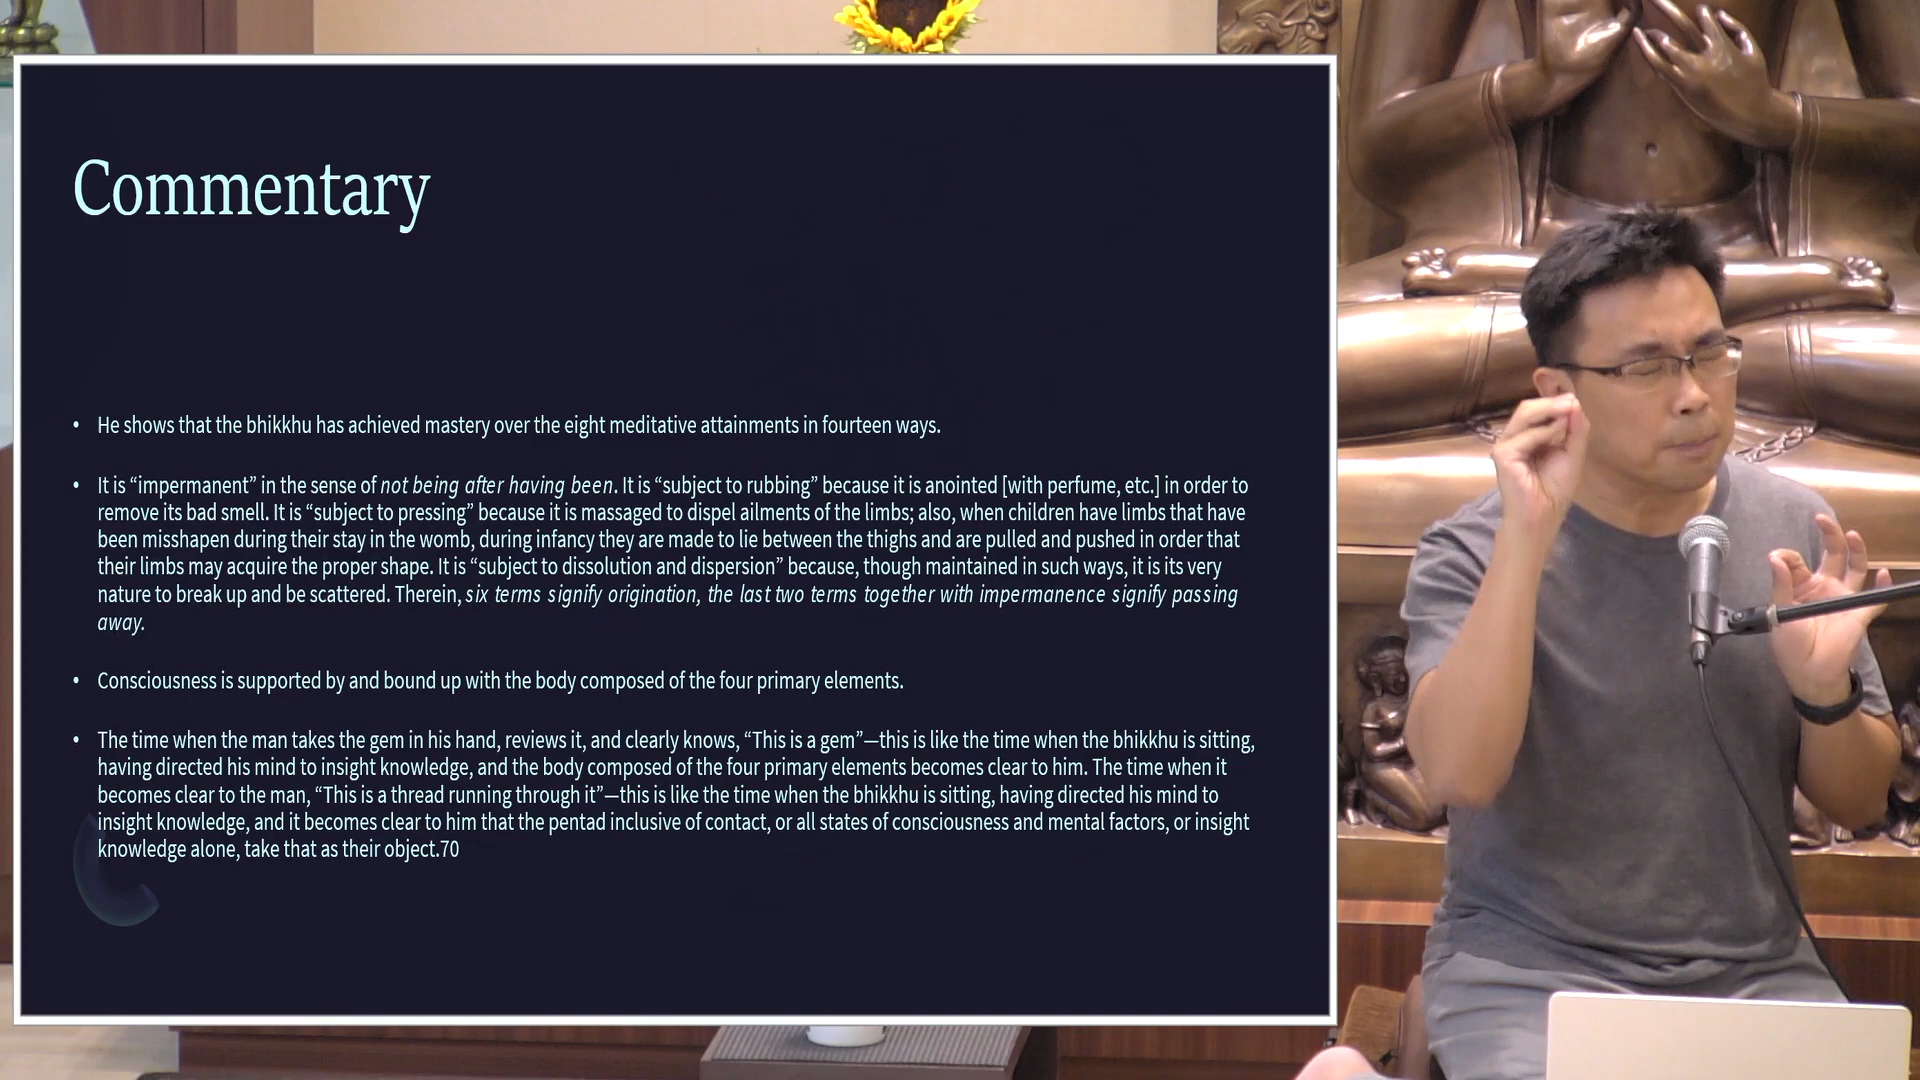 Commentary
• He shows that the bhikkhu has achieved mastery over the eight meditative attainments in fourteen ways.
• It is “impermanent” in the sense of not being after having been. It is “subject to rubbing” because it is anointed [with perfume, etc.] in order to
remove its bad smell. It is “subject to pressing” because it is massaged to dispel ailments of the limbs; also, when children have limbs that have
been misshapen during their stay in the womb, during infancy they are made to lie between the thighs and are pulled and pushed in order that
their limbs may acquire the proper shape. It is “subject to dissolution and dispersion” because, though maintained in such ways, it is its very
nature to break up and be scattered. Therein, six terms signify origination, the last two terms together with impermanence signify passing
away.
• Consciousness is supported by and bound up with the body composed of the four primary elements.
• The time when the man takes the gem in his hand, reviews it, and clearly knows, “This is a gem”—this is like the time when the bhikkhu is sitting,
having directed his mind to insight knowledge, and the body composed of the four primary elements becomes clear to him. The time when it
becomes clear to the man, “This is a thread running through it”—this is like the time when the bhikkhu is sitting, having directed his mind to
insight knowledge, and it becomes clear to him that the pentad inclusive of contact, or all states of consciousness and mental factors, or insight
knowledge alone, take that as their object.70